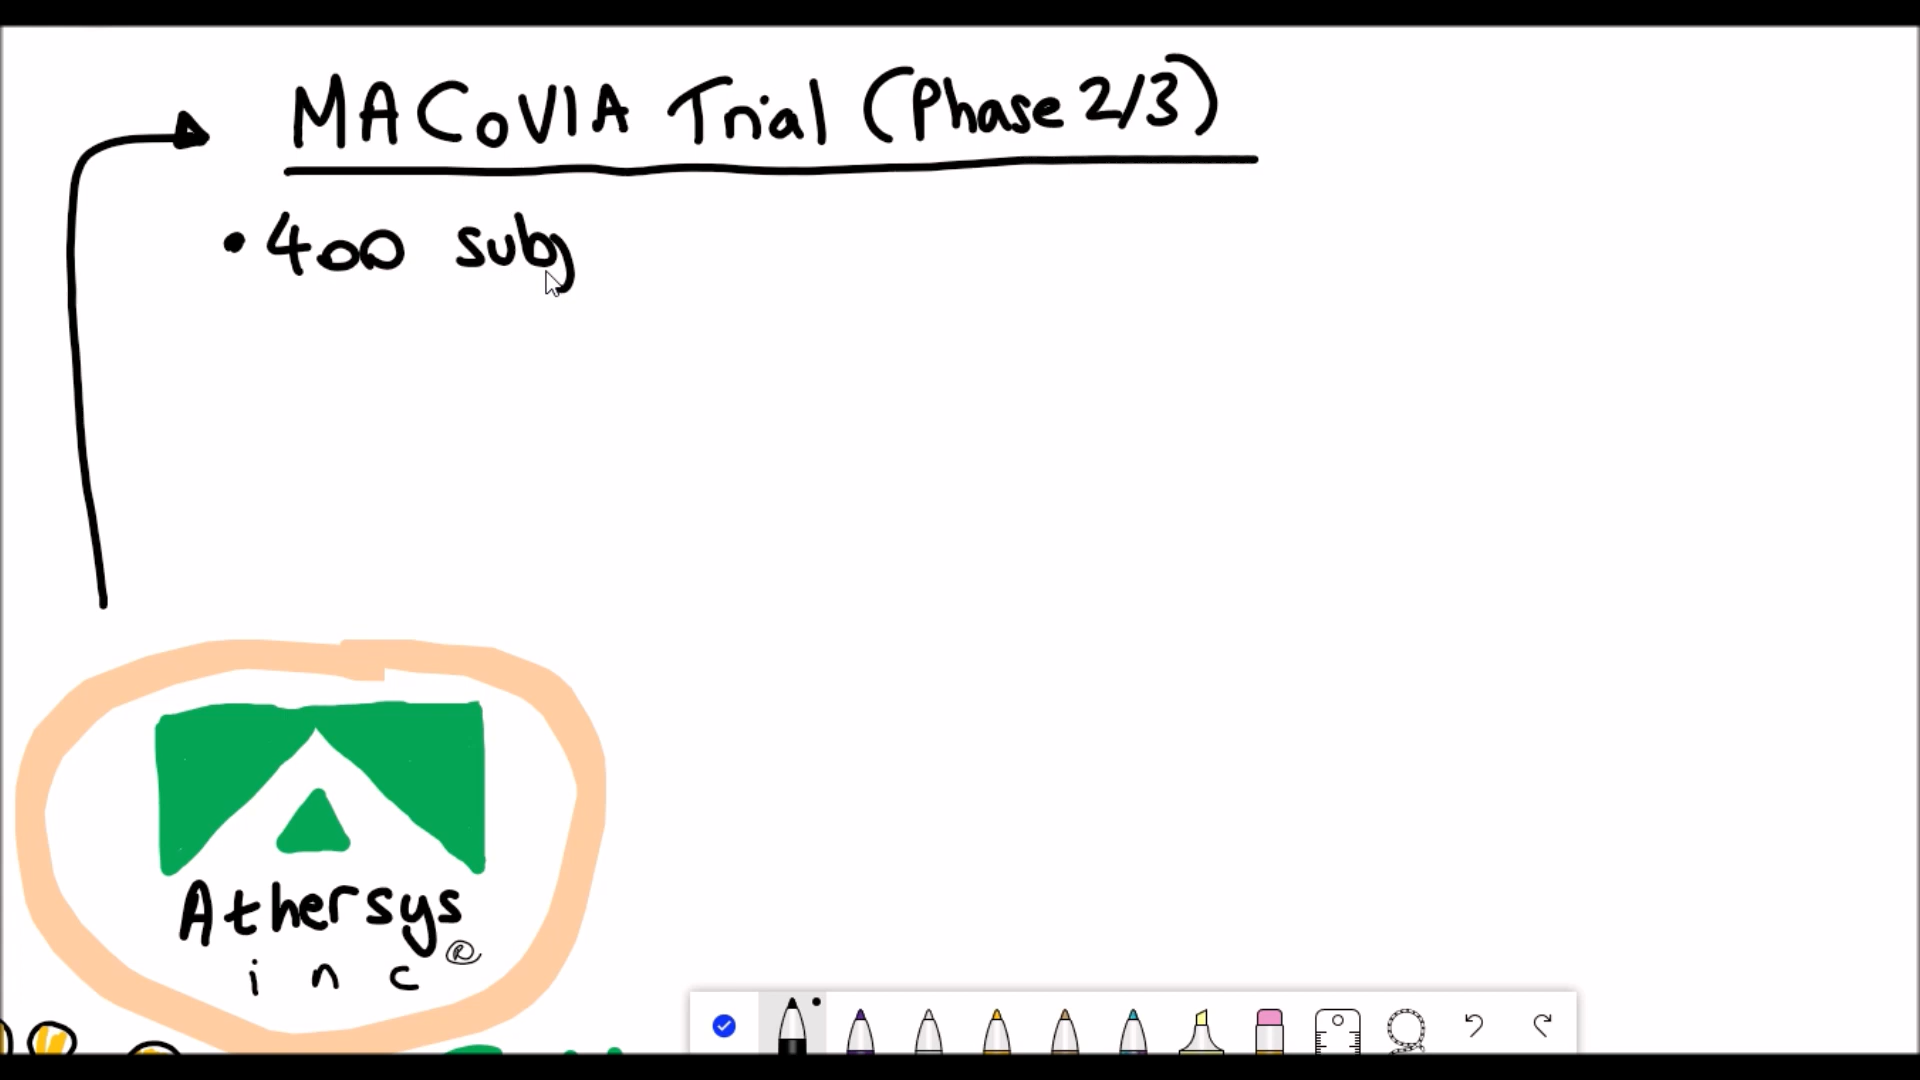 MACoVIA Trial (Phase 2/3)
• 400 subj
Athersys
®
inc